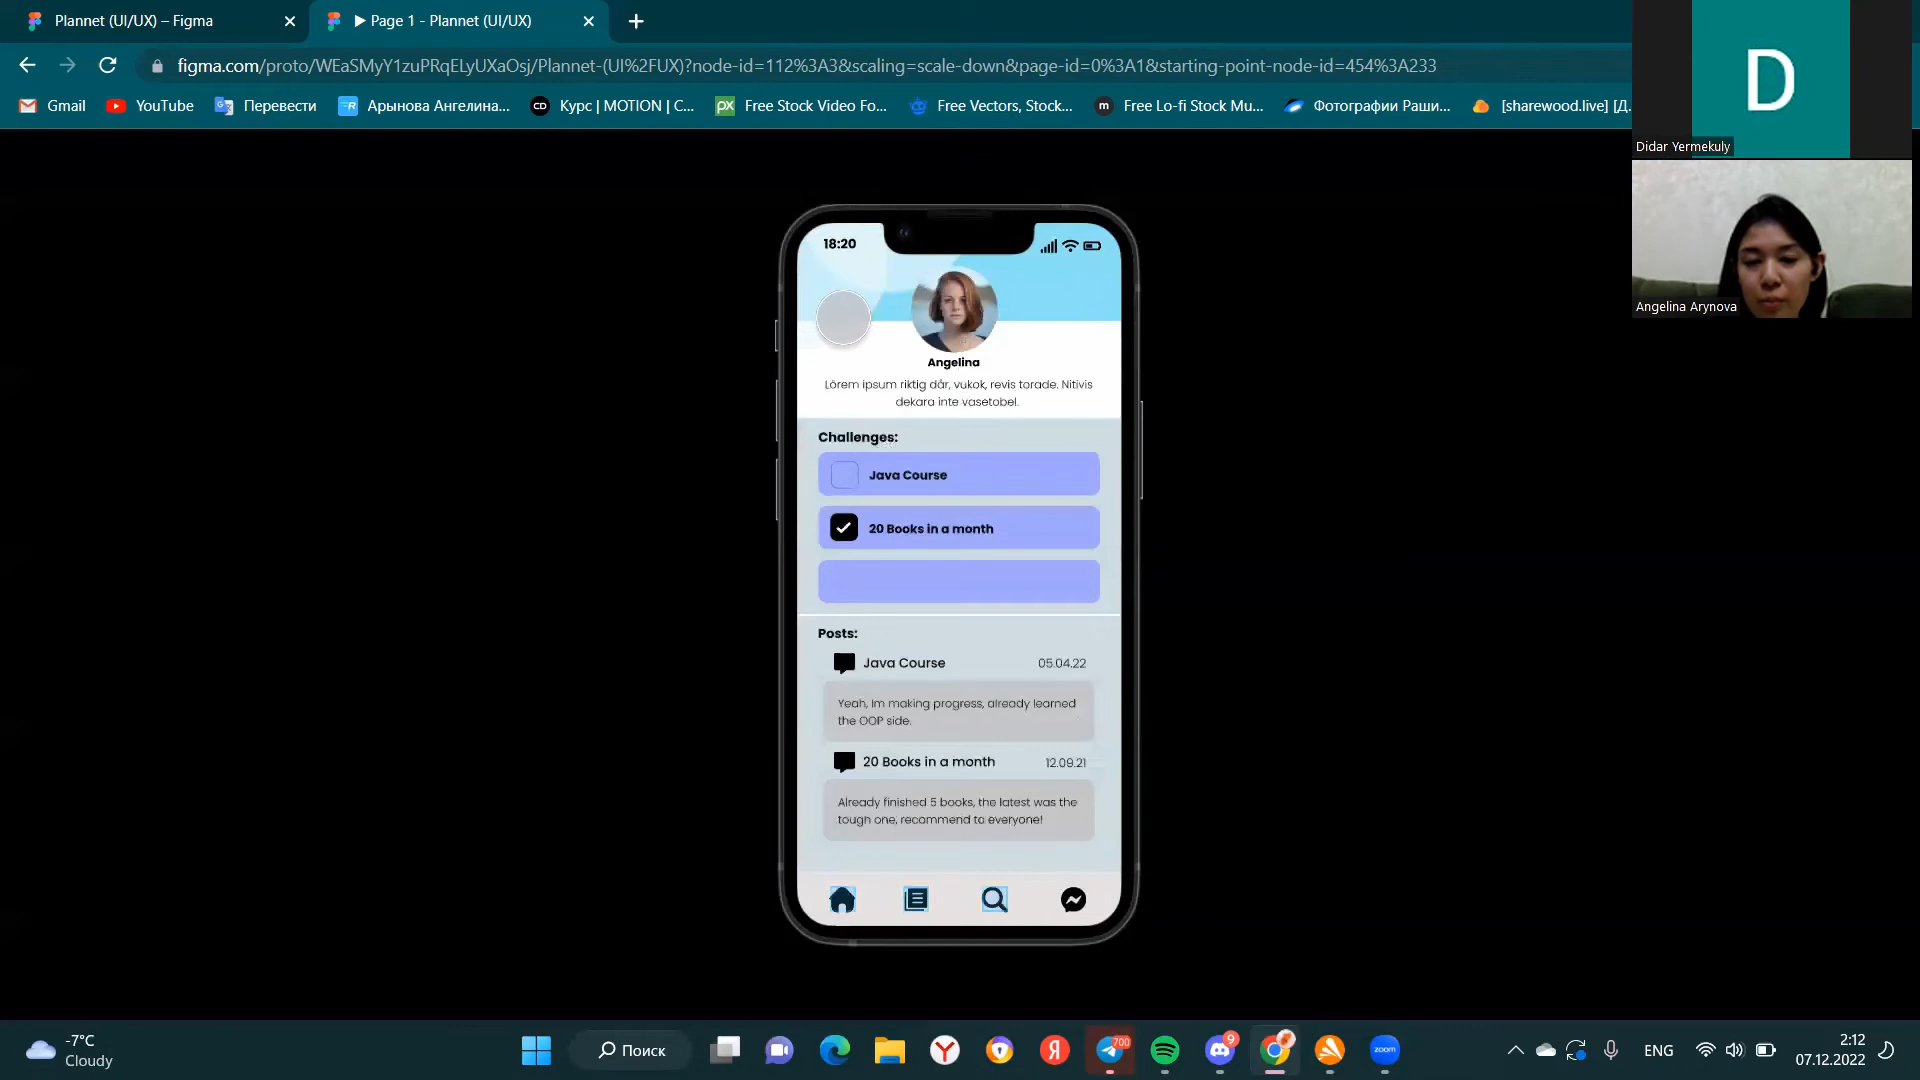 Plannet (UI/UX) – Figma
Page 1 - Plannet (UI/UX)
figma.com/proto/WEaSMyY1zuPRqELyUXaOsj/Plannet-(UI%2FUX)?node-id=112%3A3&scaling=scale-down&page-id=0%3A1&starting-point-node-id=454%3A233
Gmail
YouTube
Перевести
Арынова Ангелина...
Курс | MOTION | C...
Free Stock Video Fo...
Free Vectors, Stock...
Free Lo-fi Stock Mu...
Фотографии Раши...
[sharewood.live] [Д
D
Didar Yermekuly
Angelina Arynova
18:20
Angelina
Lörem ipsum riktig dår, vukok, revis torade. Nitivis
dekara inte vasetobel.
Challenges:
Java Course
20 Books in a month
Posts:
Java Course 05.04.22
Yeah, Im making progress, already learned
the OOP side.
20 Books in a month 12.09.21
Already finished 5 books, the latest was the
tough one, recommend to everyone!
-7°C
Cloudy
Поиск
700
9
zoom
ENG
2:12
07.12.2022